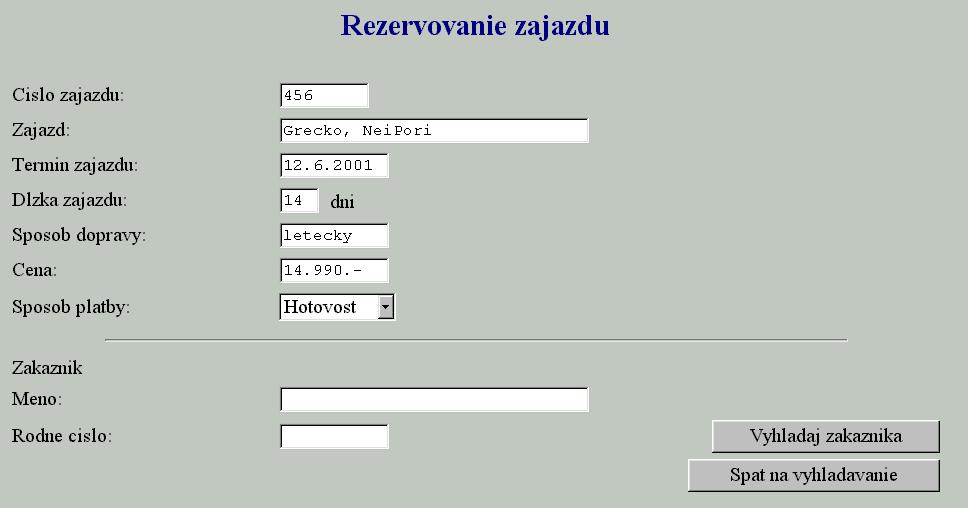 Rezervovanie zajazdu
Cislo zajazdu: 456
Zajazd: Grecko, NeiPori
Termin zajazdu: 12.6.2001
Dlzka zajazdu: 14 dni
Sposob dopravy: letecky
Cena: 14.990.-
Sposob platby: Hotovost
Zakaznik
Meno:
Rodne cislo: Vyhladaj zakaznika
Spat na vyhladavanie